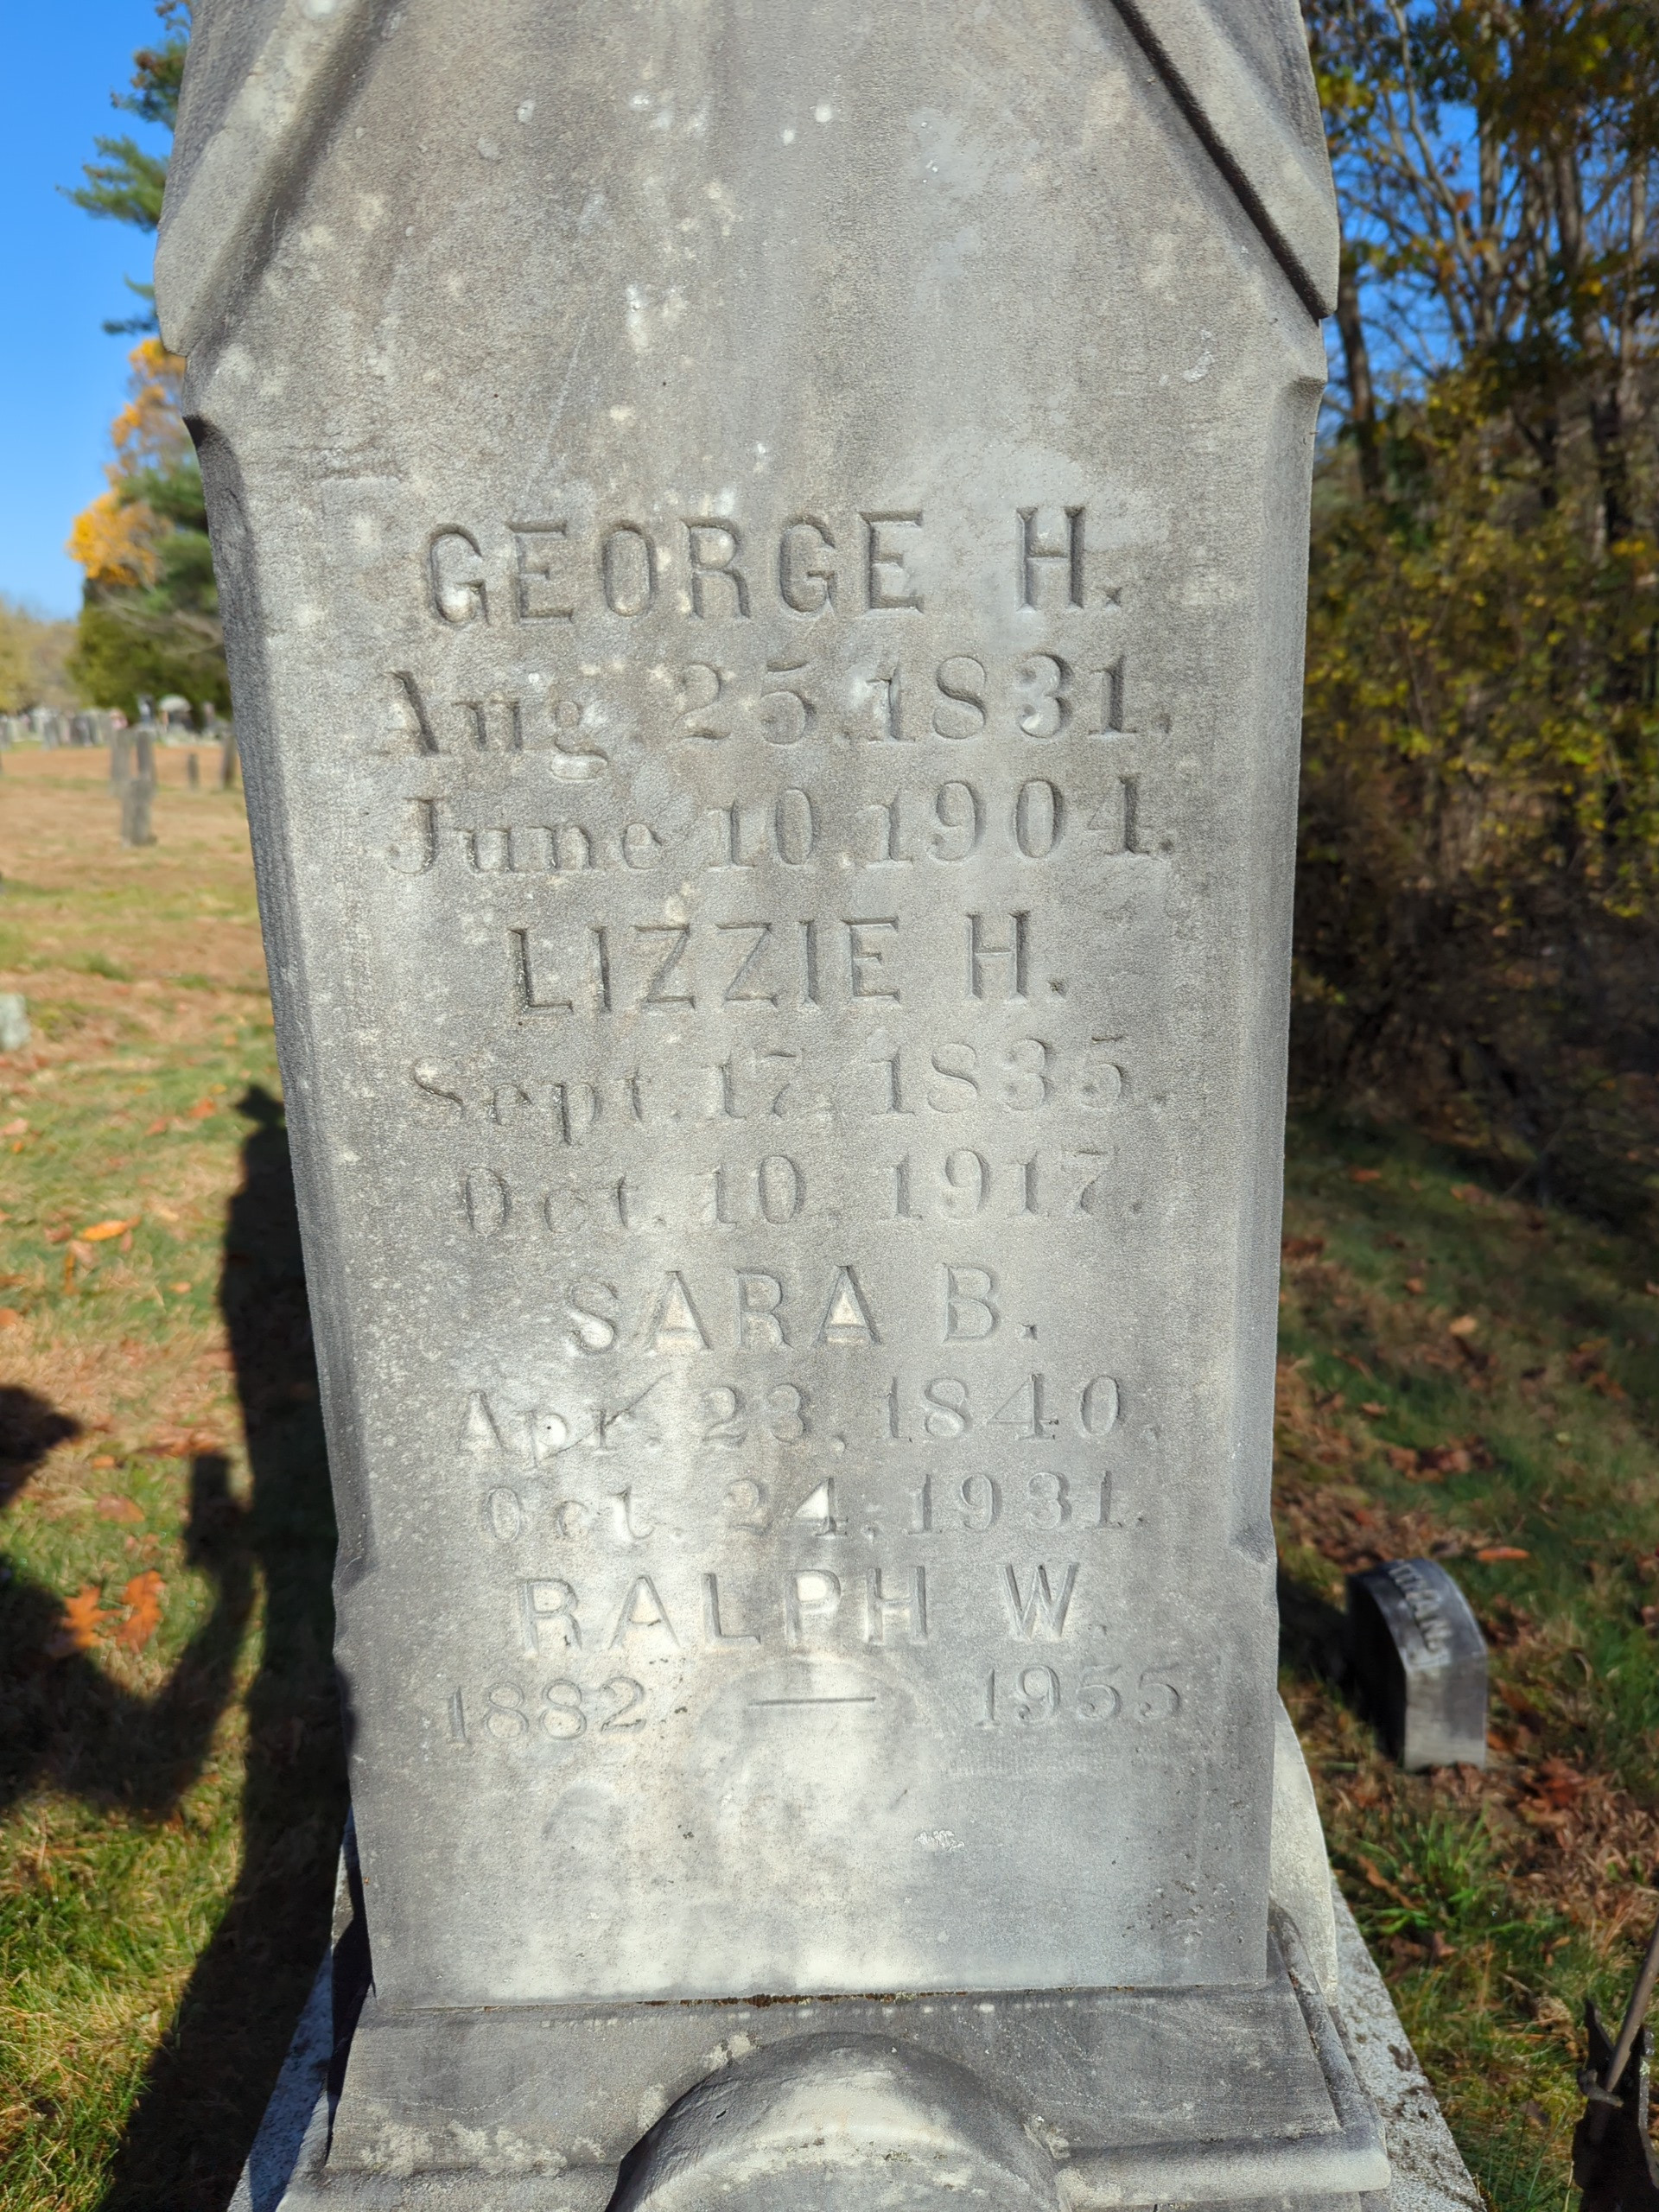 GEORGE H.
Aug. 25, 1831.
June 10, 1904.
LIZZIE H.
Sept. 17, 1835.
Oct. 10, 1917.
SARA B.
Apr. 23, 1840.
Oct. 24, 1931.
RALPH W.
1882 — 1955